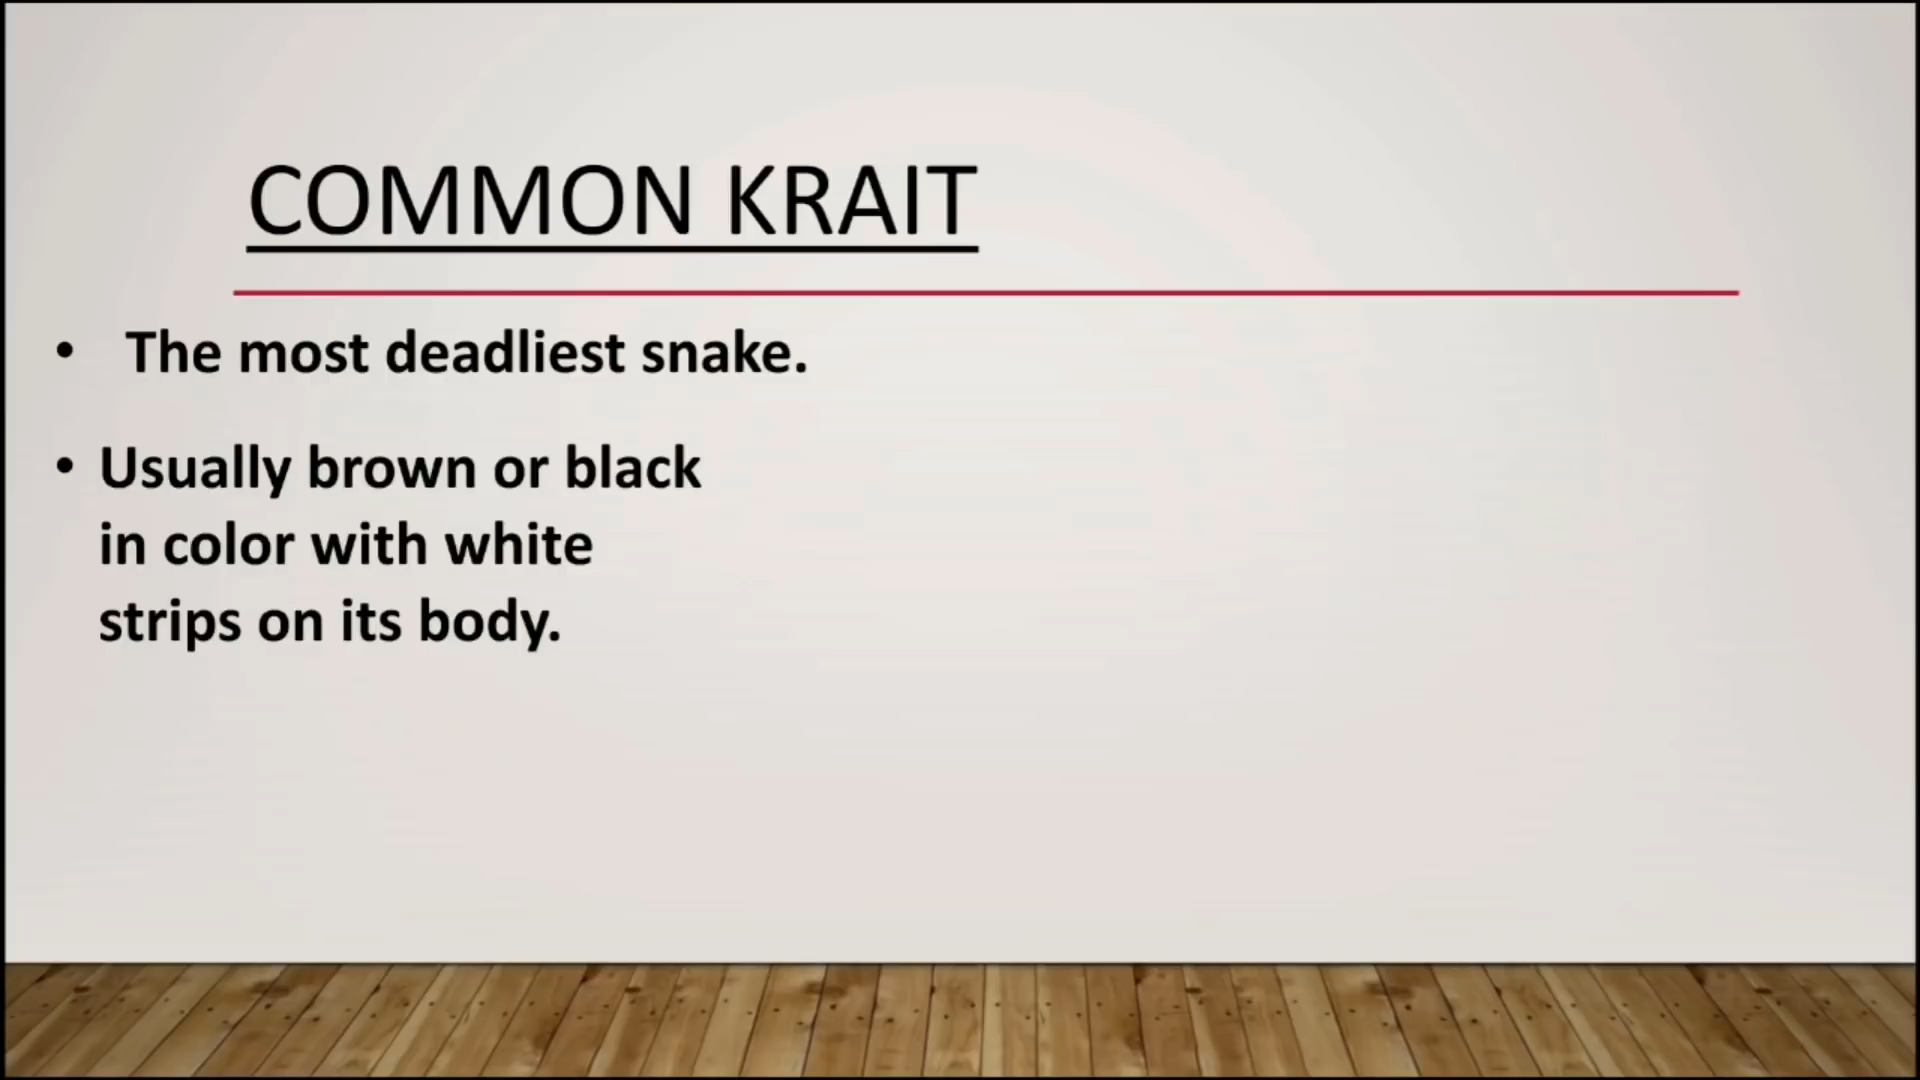 COMMON KRAIT
• The most deadliest snake.
• Usually brown or black
in color with white
strips on its body.